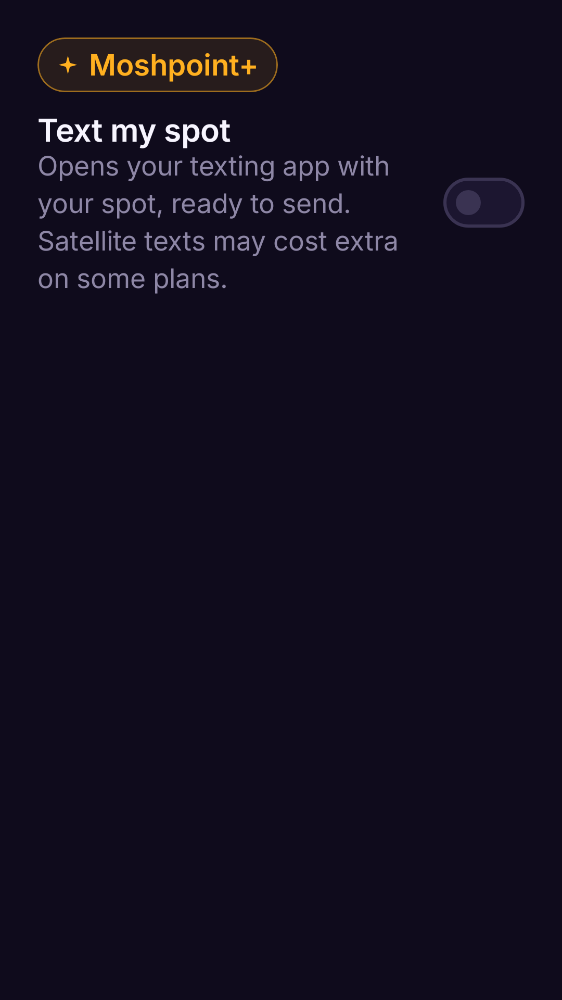 Moshpoint+
Text my spot
Opens your texting app with
your spot, ready to send.
Satellite texts may cost extra
on some plans.